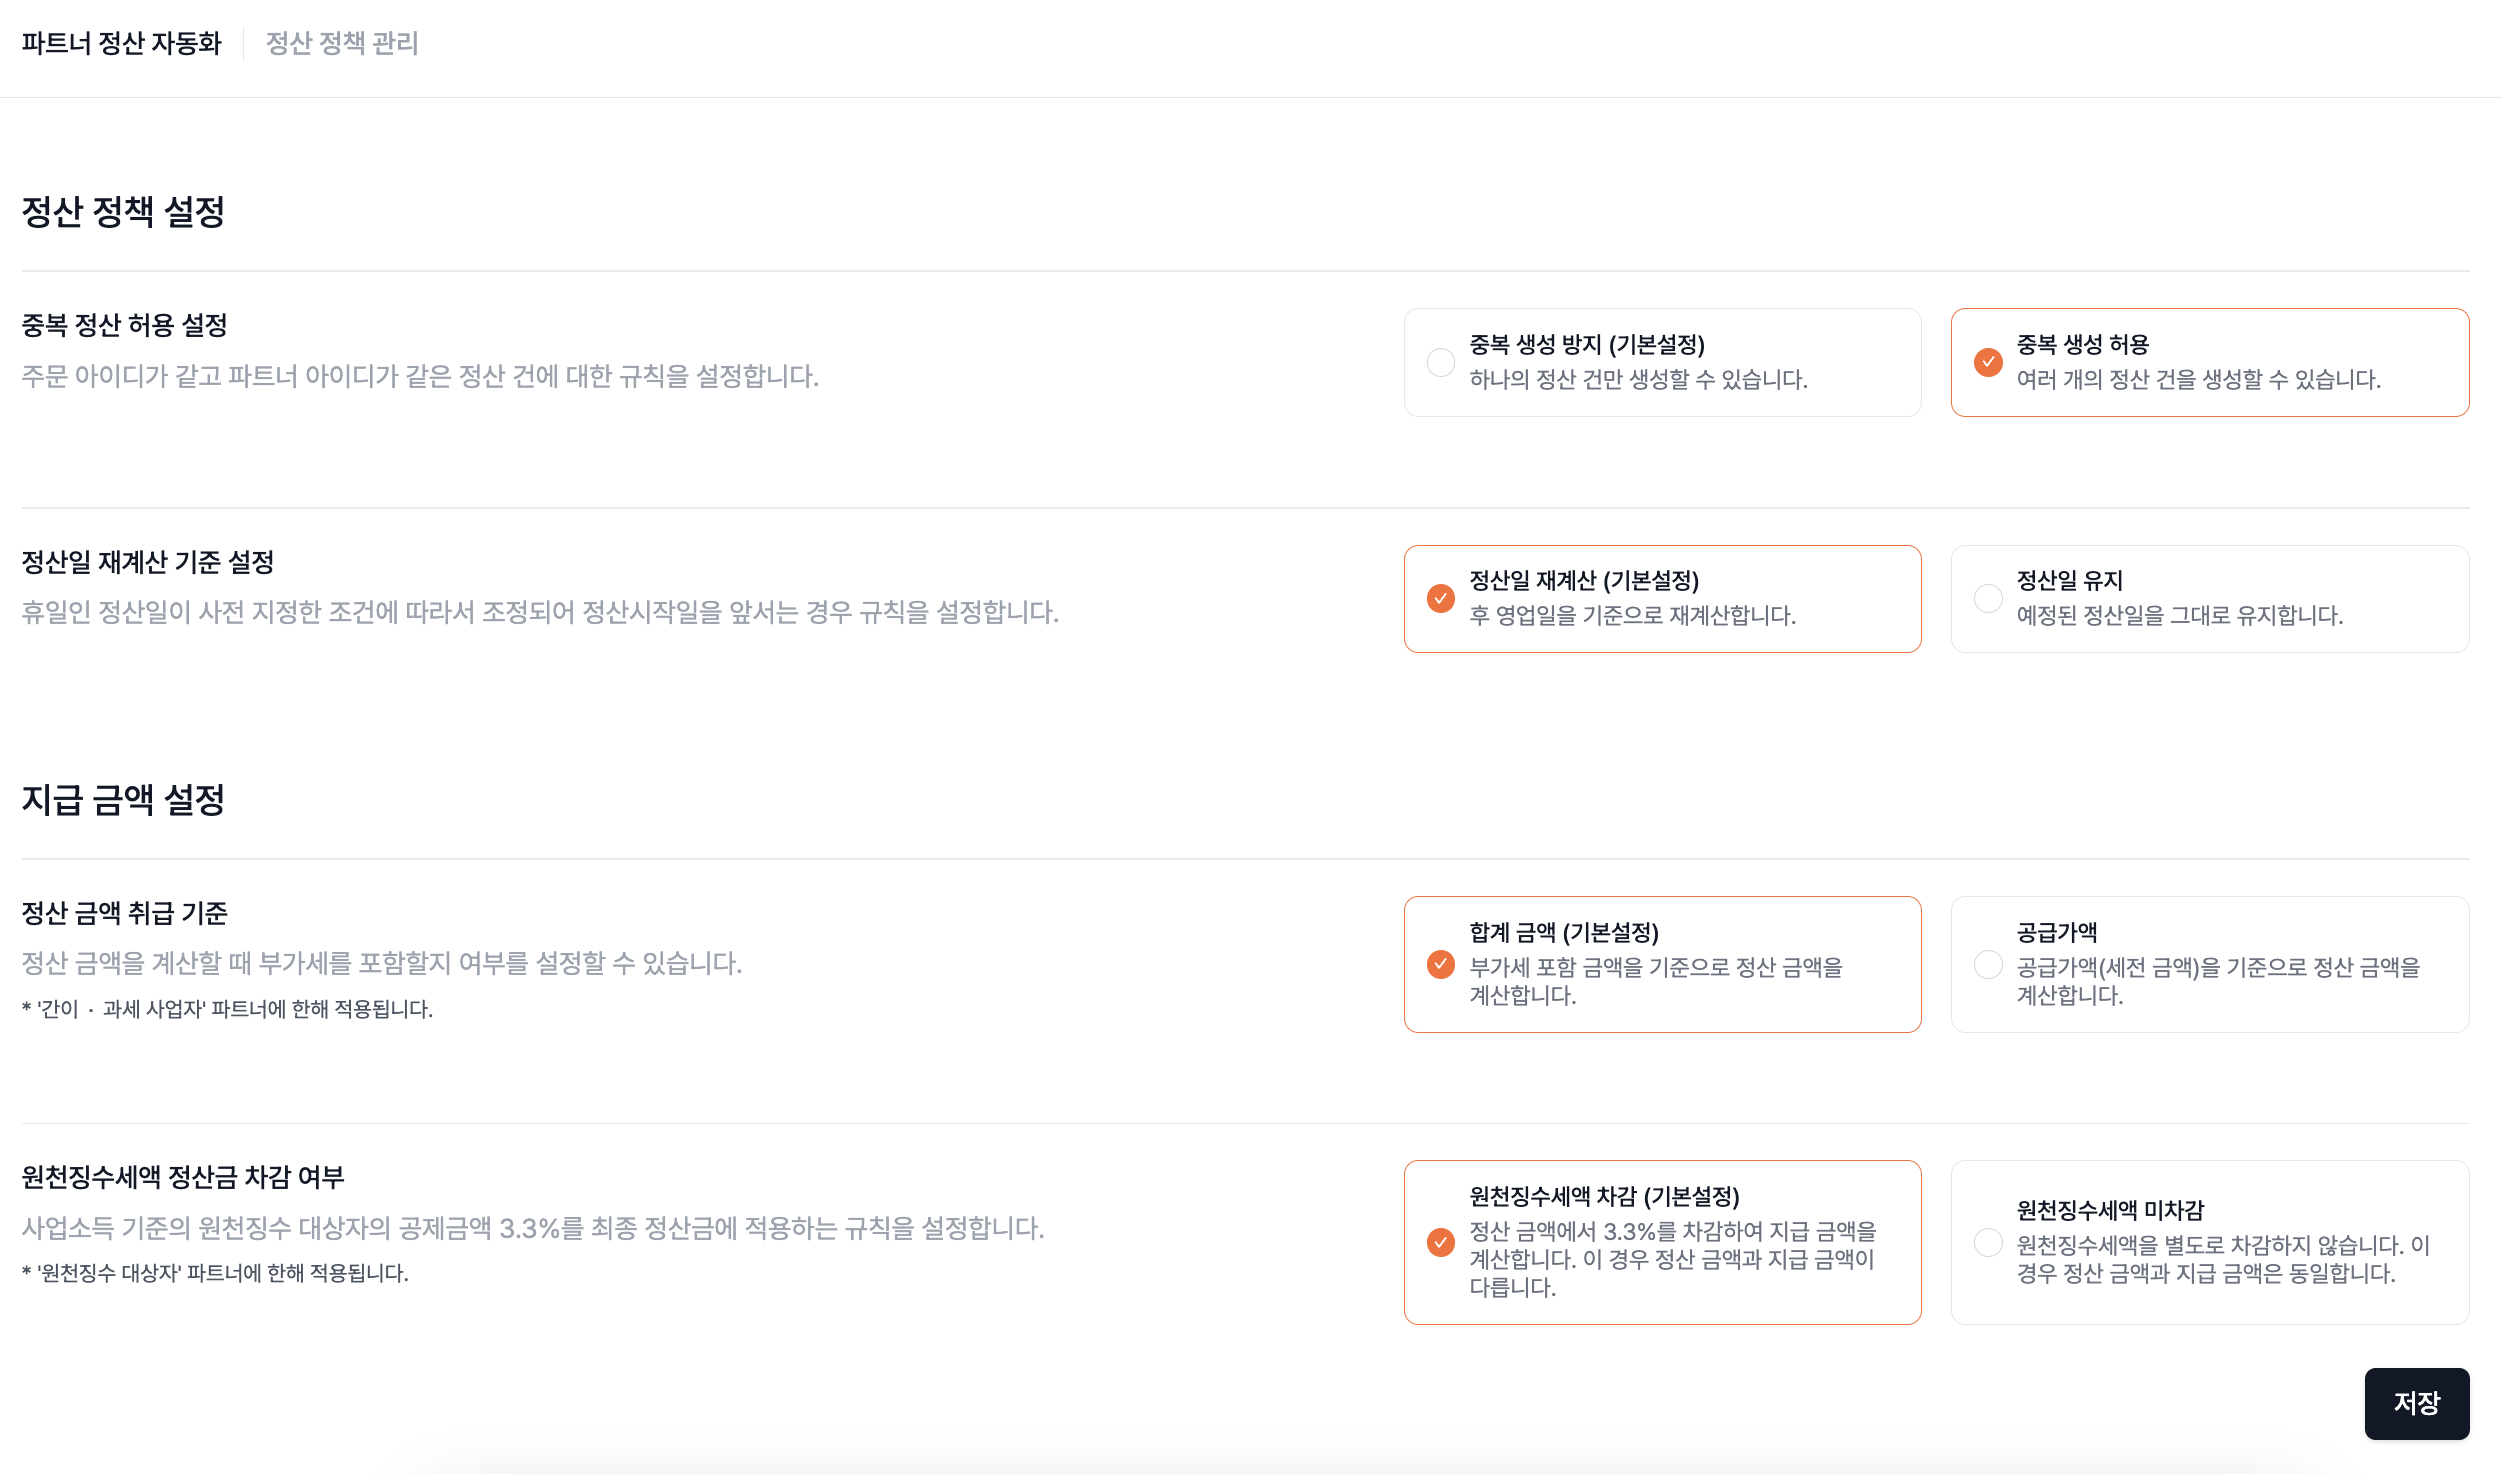 파트너 정산 자동화
정산 정책 관리
정산 정책 설정
중복 정산 허용 설정
주문 아이디가 같고 파트너 아이디가 같은 정산 건에 대한 규칙을 설정합니다.
중복 생성 방지 (기본설정)
하나의 정산 건만 생성할 수 있습니다.
중복 생성 허용
여러 개의 정산 건을 생성할 수 있습니다.
정산일 재계산 기준 설정
휴일인 정산일이 사전 지정한 조건에 따라서 조정되어 정산시작일을 앞서는 경우 규칙을 설정합니다.
정산일 재계산 (기본설정)
후 영업일을 기준으로 재계산합니다.
정산일 유지
예정된 정산일을 그대로 유지합니다.
지급 금액 설정
정산 금액 취급 기준
정산 금액을 계산할 때 부가세를 포함할지 여부를 설정할 수 있습니다.
* '간이 · 과세 사업자' 파트너에 한해 적용됩니다.
합계 금액 (기본설정)
부가세 포함 금액을 기준으로 정산 금액을
계산합니다.
공급가액
공급가액(세전 금액)을 기준으로 정산 금액을
계산합니다.
원천징수세액 정산금 차감 여부
사업소득 기준의 원천징수 대상자의 공제금액 3.3%를 최종 정산금에 적용하는 규칙을 설정합니다.
* '원천징수 대상자' 파트너에 한해 적용됩니다.
원천징수세액 차감 (기본설정)
정산 금액에서 3.3%를 차감하여 지급 금액을
계산합니다. 이 경우 정산 금액과 지급 금액이
다릅니다.
원천징수세액 미차감
원천징수세액을 별도로 차감하지 않습니다. 이
경우 정산 금액과 지급 금액은 동일합니다.
저장